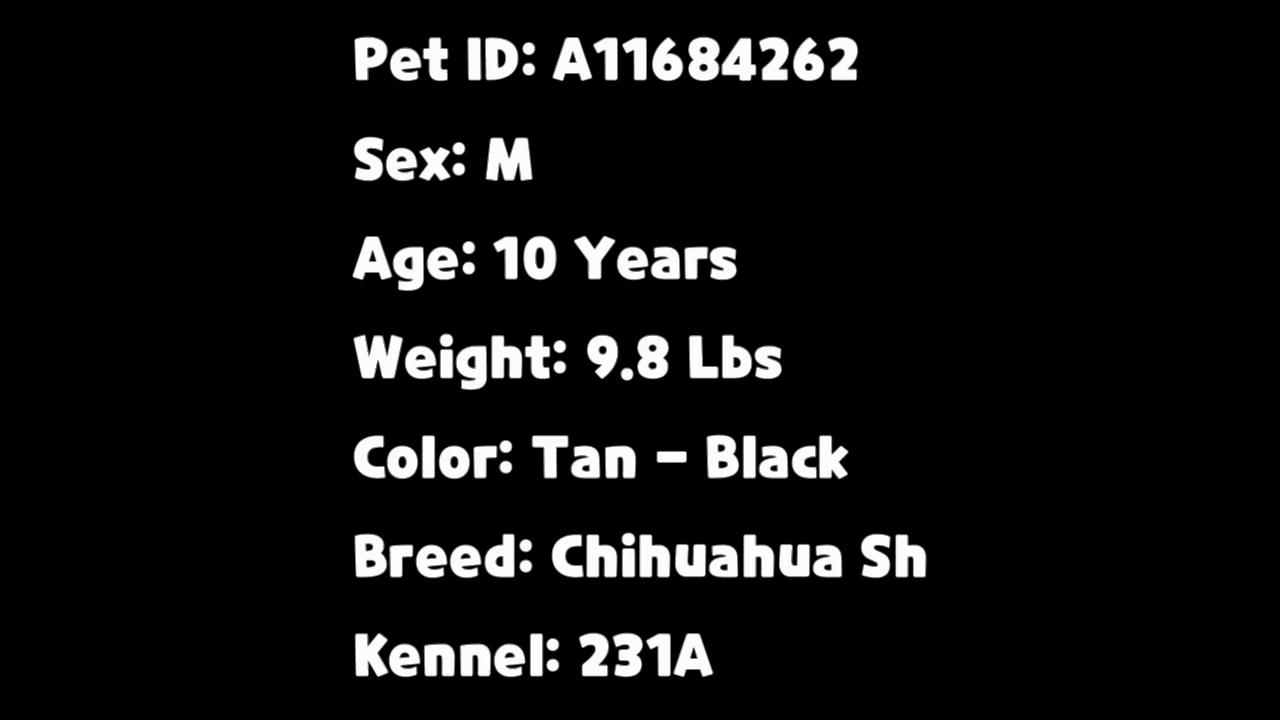 Pet ID: A11684262
Sex: M
Age: 10 Years
Weight: 9.8 Lbs
Color: Tan - Black
Breed: Chihuahua Sh
Kennel: 231A